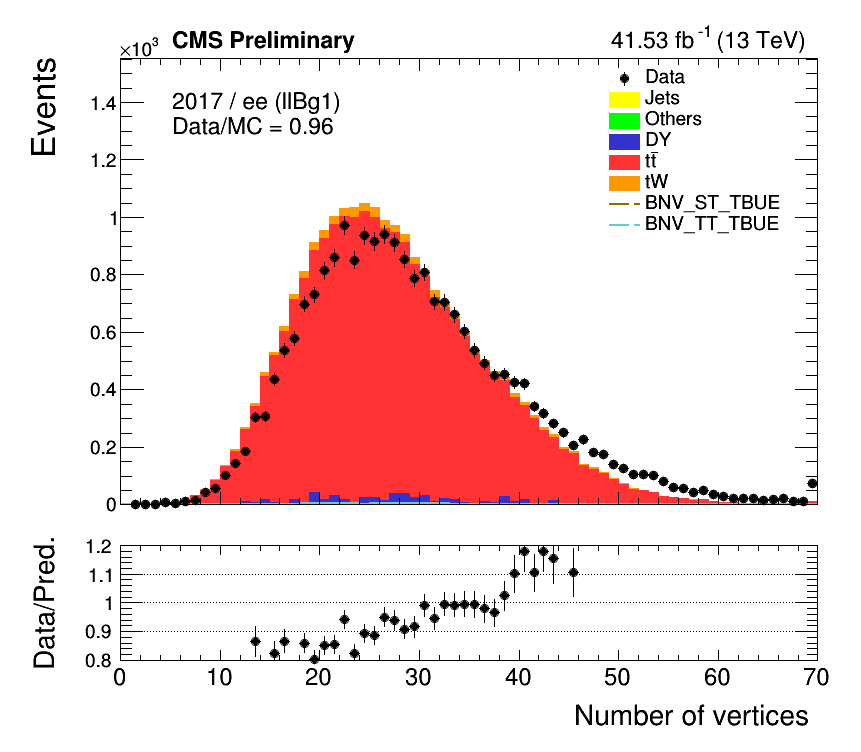 ×10³ CMS Preliminary 41.53 fb⁻¹ (13 TeV)
Events
2017 / ee (llBg1)
Data/MC = 0.96
Data
Jets
Others
DY
tt̄
tW
BNV_ST_TBUE
BNV_TT_TBUE
1.4
1.2
1
0.8
0.6
0.4
0.2
0
Data/Pred.
1.2
1.1
1
0.9
0.8
0 10 20 30 40 50 60 70
Number of vertices